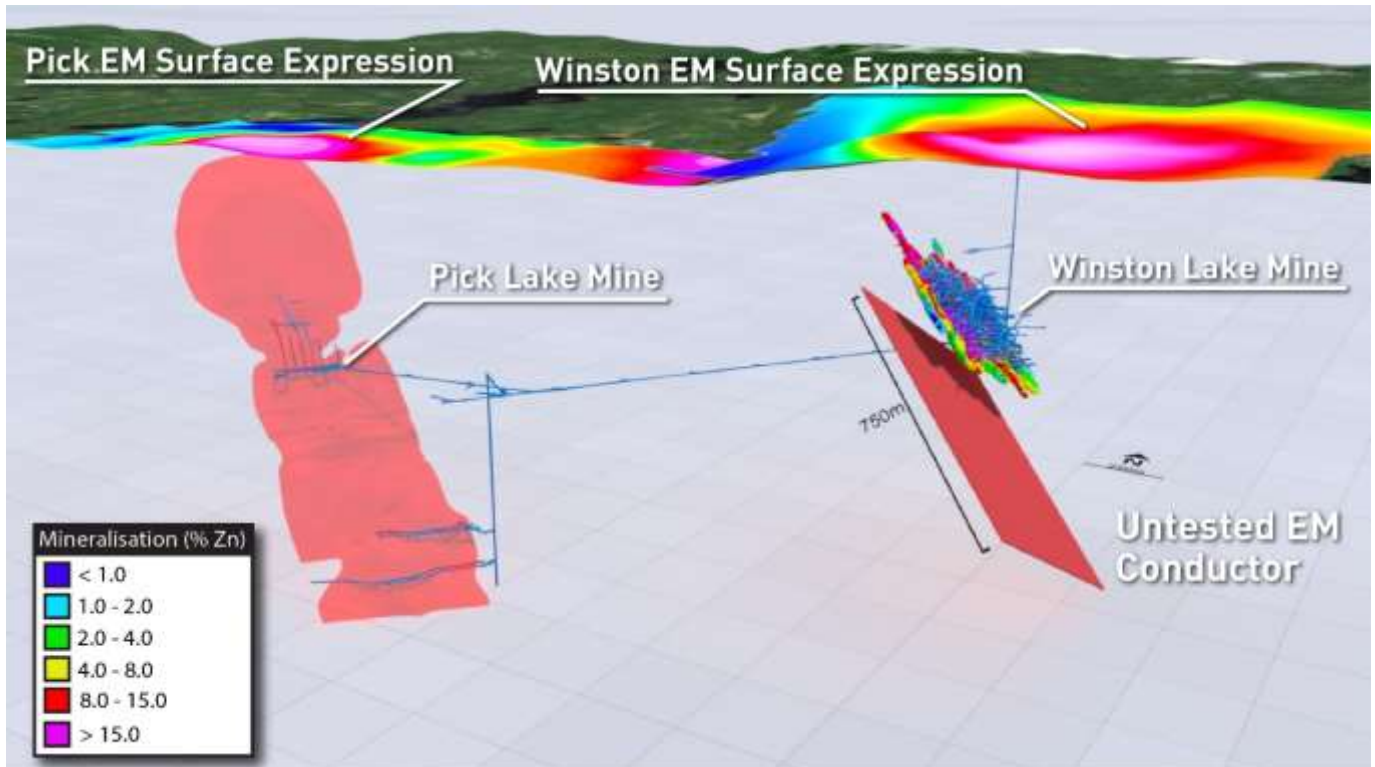 Pick EM Surface Expression
Winston EM Surface Expression
Pick Lake Mine
Winston Lake Mine
750m
Untested EM
Conductor
Mineralisation (% Zn)
< 1.0
1.0 - 2.0
2.0 - 4.0
4.0 - 8.0
8.0 - 15.0
> 15.0